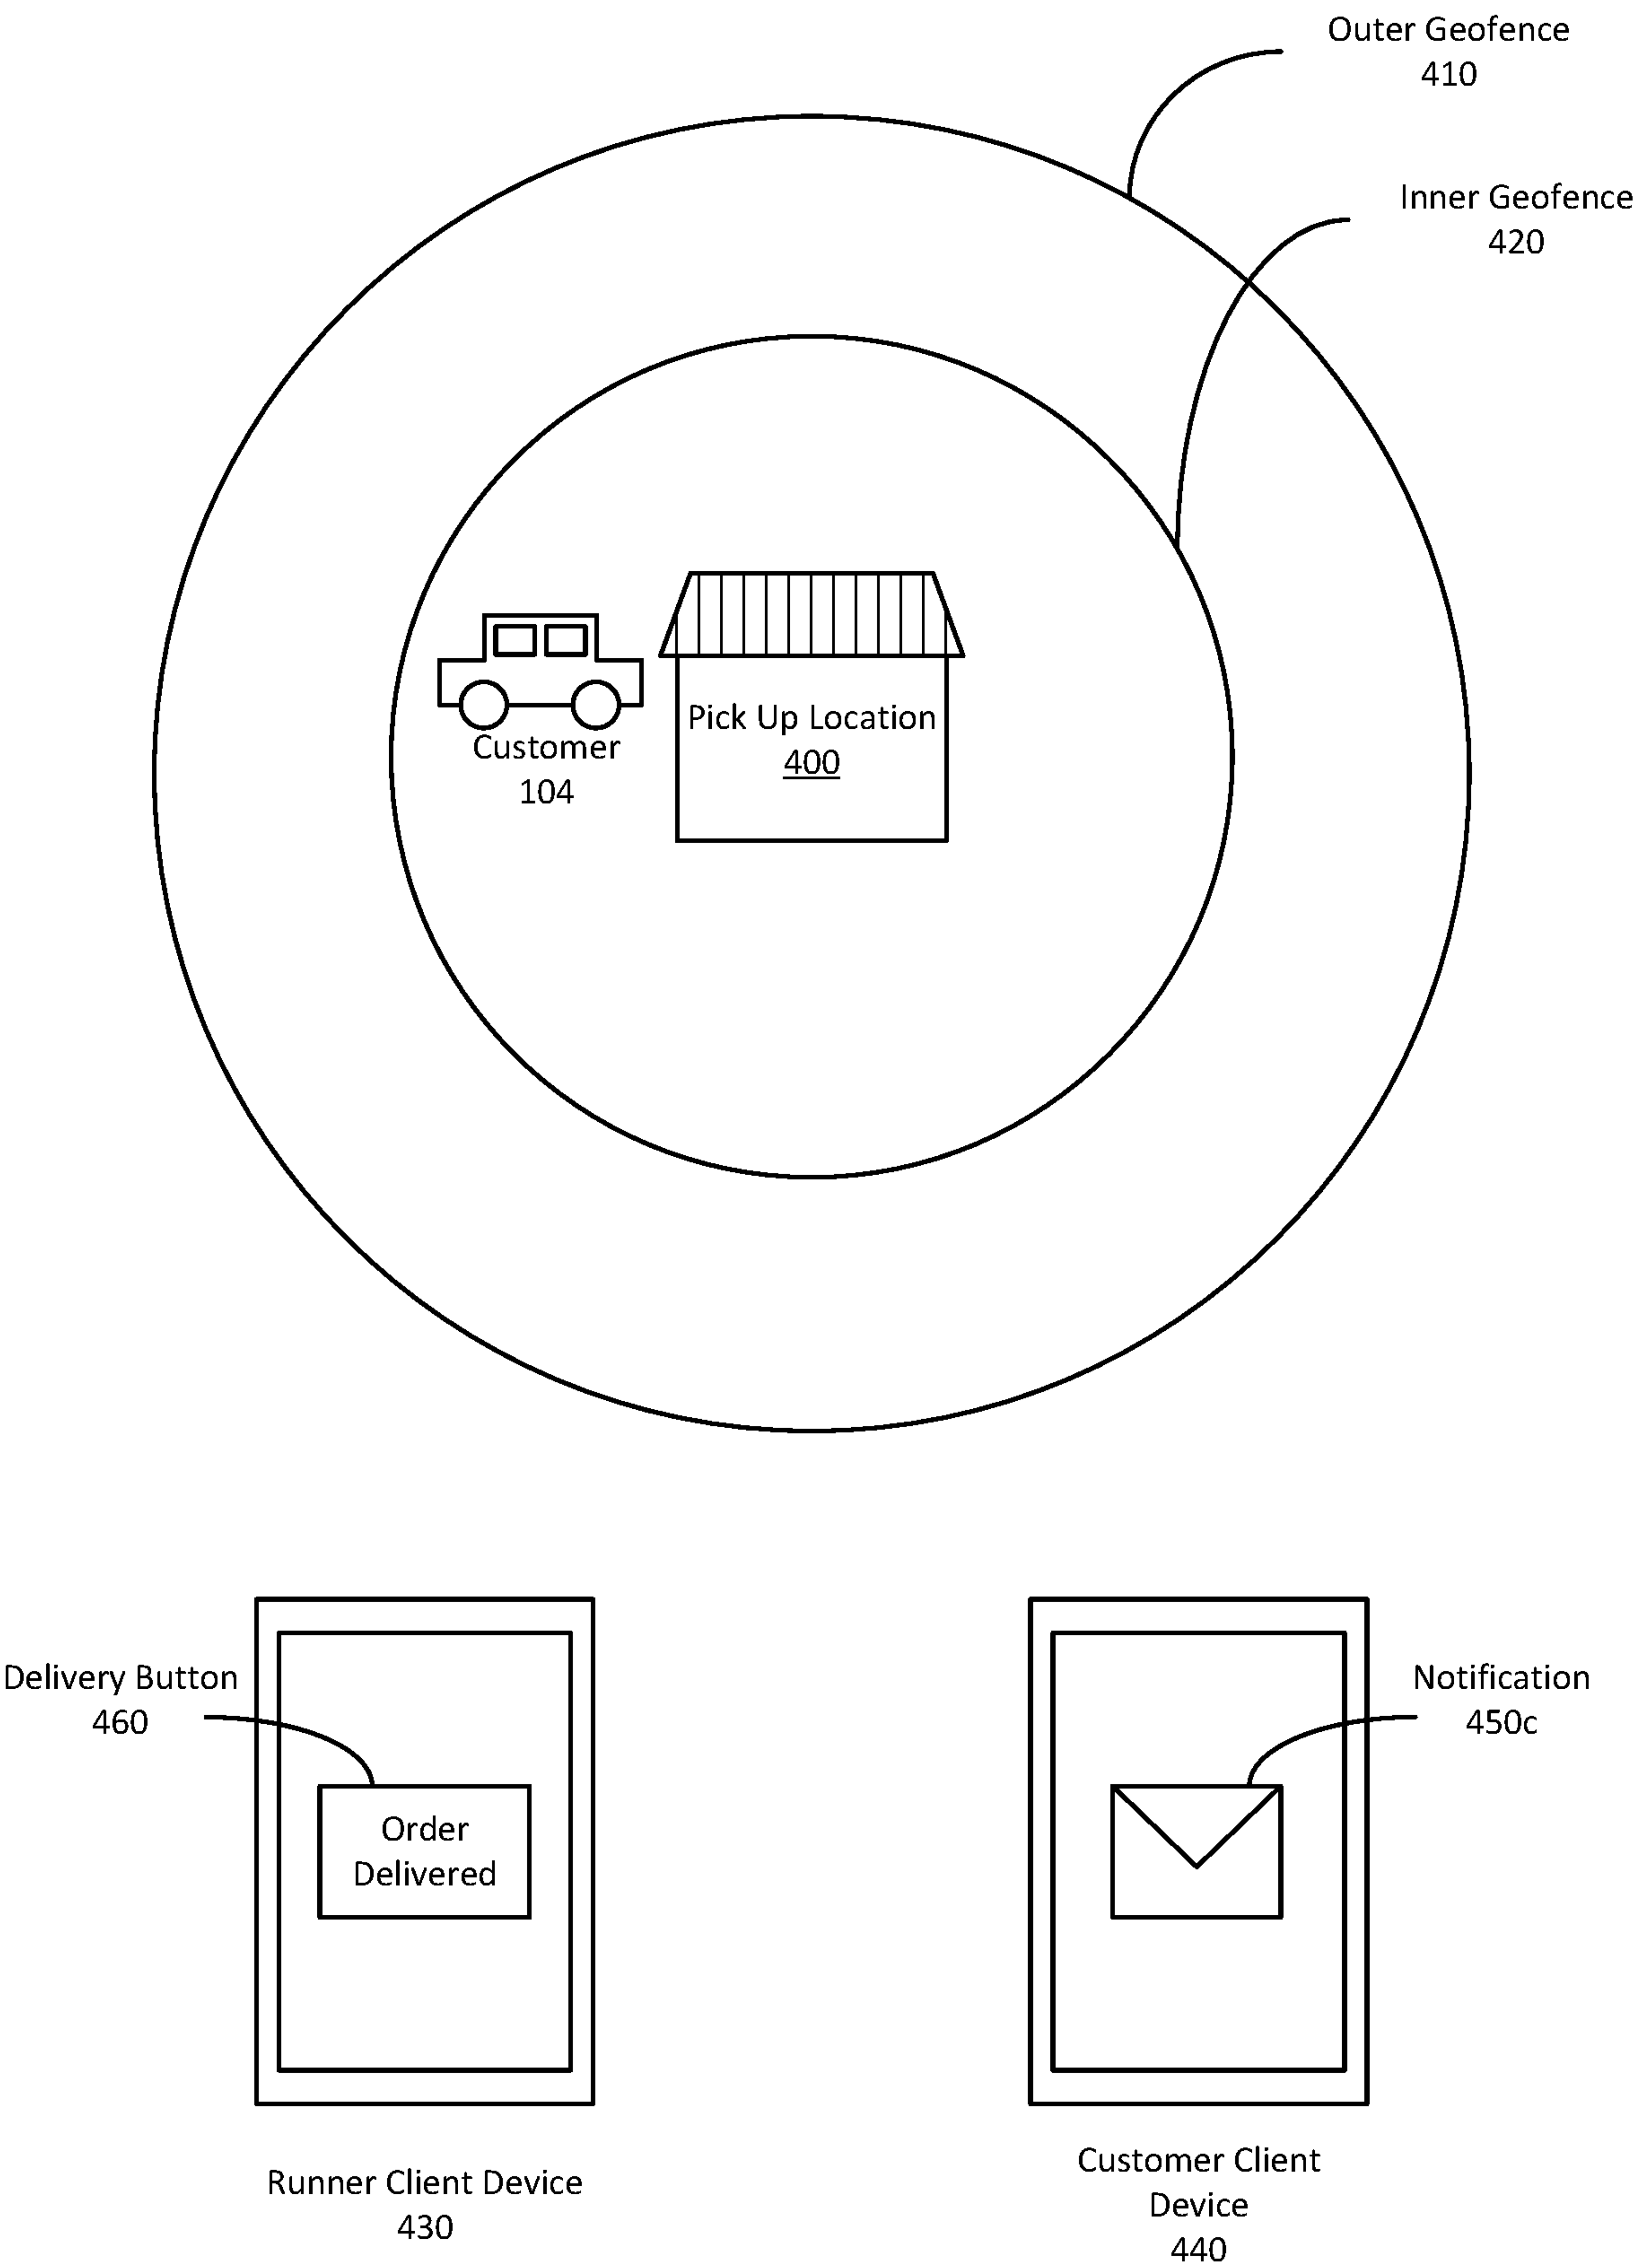 Outer Geofence
410
Inner Geofence
420
Pick Up Location
400
Customer
104
Delivery Button
460
Notification
450c
Order
Delivered
Runner Client Device
430
Customer Client
Device
440